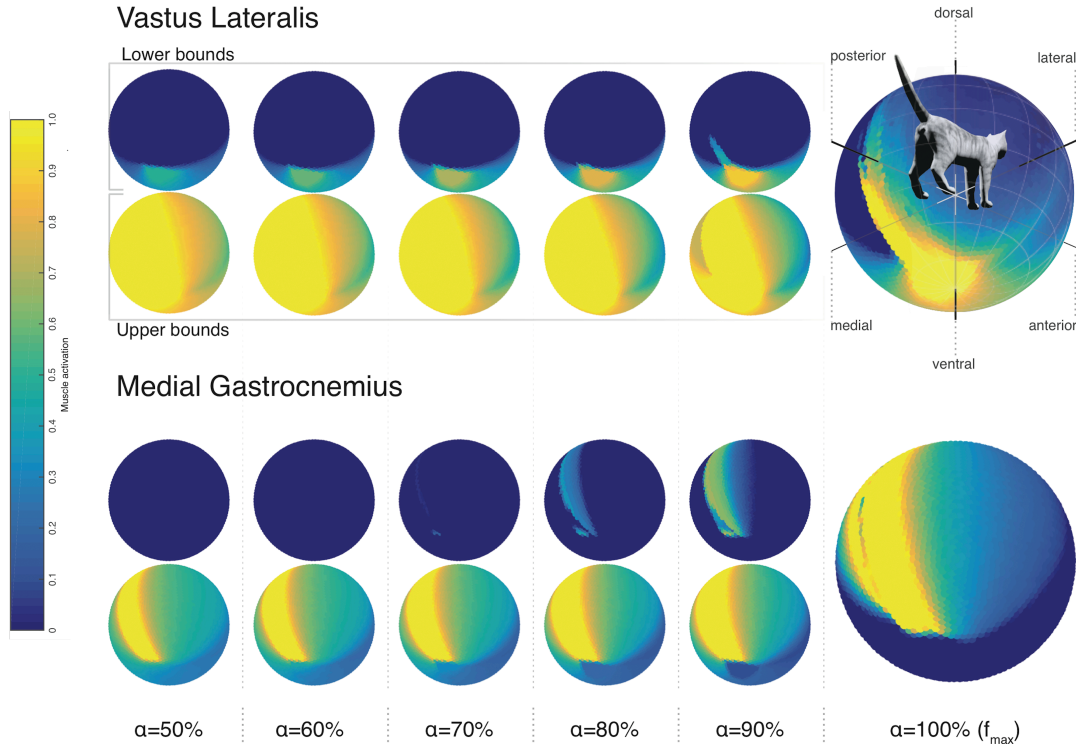 Vastus Lateralis
Lower bounds
Upper bounds
dorsal
posterior
lateral
medial
anterior
ventral
1.0
0.9
0.8
0.7
0.6
0.5
0.4
0.3
0.2
0.1
0
Muscle activation
Medial Gastrocnemius
α=50%
α=60%
α=70%
α=80%
α=90%
α=100% (fmax)